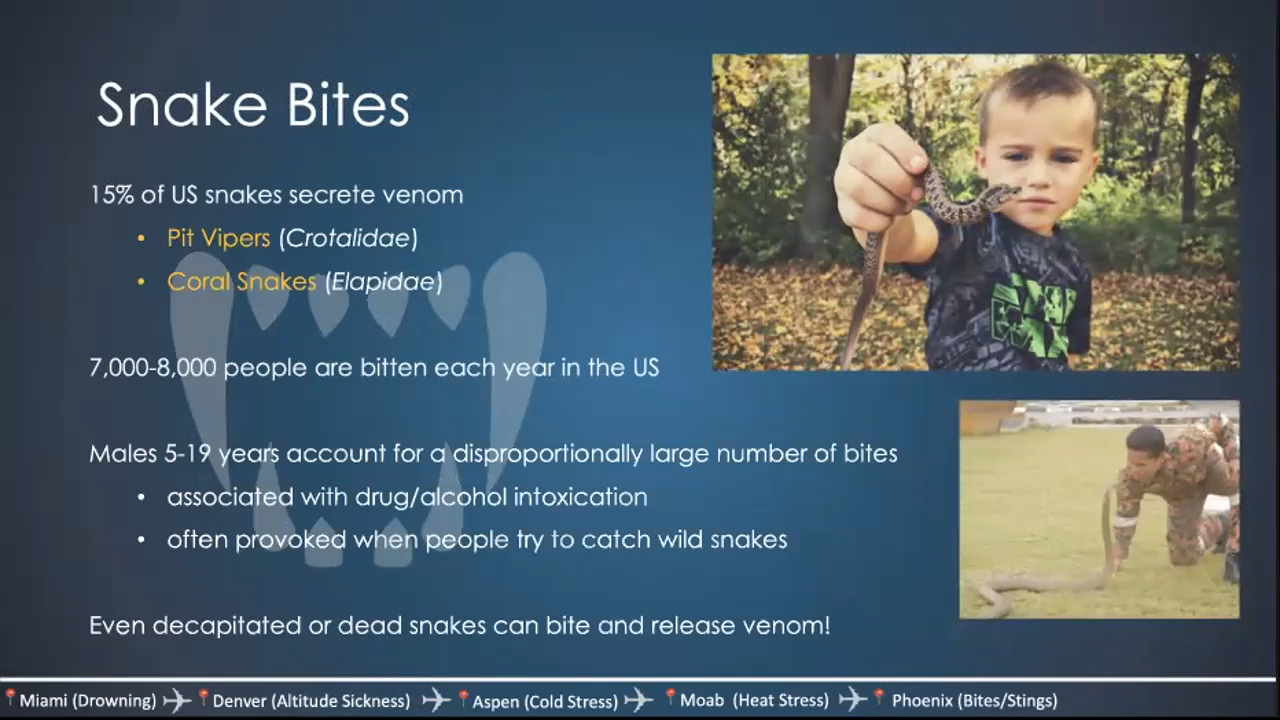 Snake Bites
15% of US snakes secrete venom
• Pit Vipers (Crotalidae)
• Coral Snakes (Elapidae)
7,000-8,000 people are bitten each year in the US
Males 5-19 years account for a disproportionally large number of bites
• associated with drug/alcohol intoxication
• often provoked when people try to catch wild snakes
Even decapitated or dead snakes can bite and release venom!
Miami (Drowning) Denver (Altitude Sickness) Aspen (Cold Stress) Moab (Heat Stress) Phoenix (Bites/Stings)